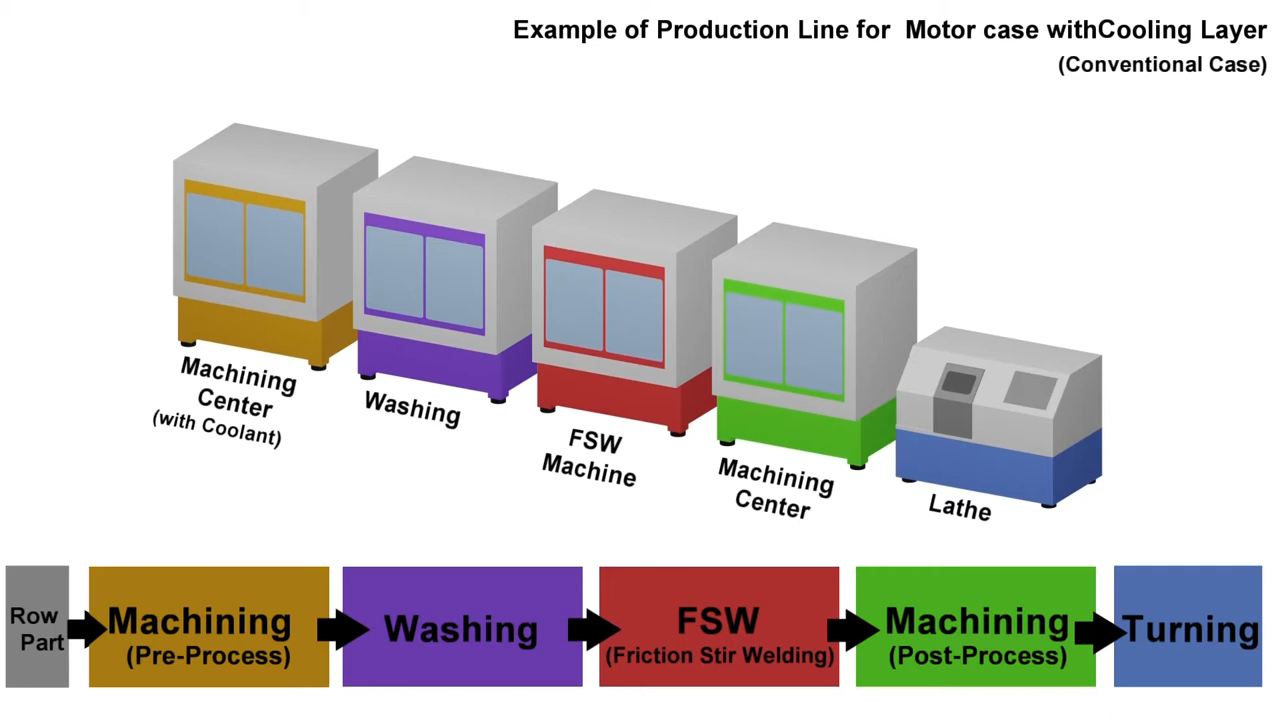 Example of Production Line for Motor case withCooling Layer
(Conventional Case)
Machining
Center
(with Coolant)
Washing
FSW
Machine
Machining
Center
Lathe
Row
Part
Machining
(Pre-Process)
Washing
FSW
(Friction Stir Welding)
Machining
(Post-Process)
Turning